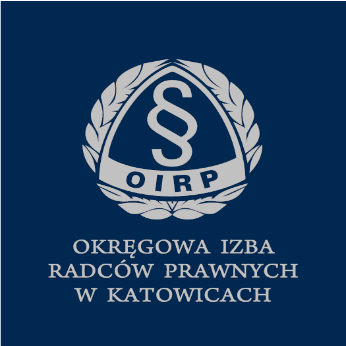 §
OIRP
OKRĘGOWA IZBA
RADCÓW PRAWNYCH
W KATOWICACH